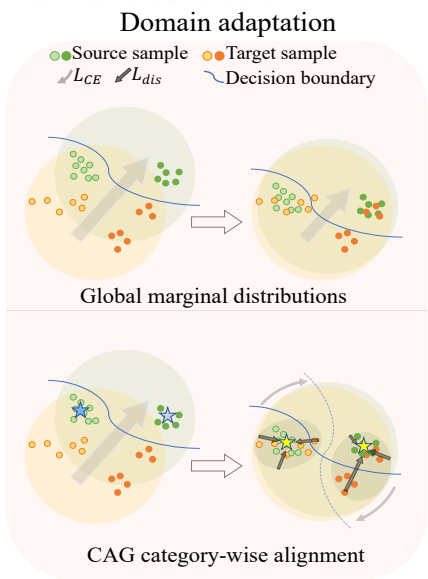 Domain adaptation
Source sample Target sample
L_CE L_dis Decision boundary
Global marginal distributions
CAG category-wise alignment